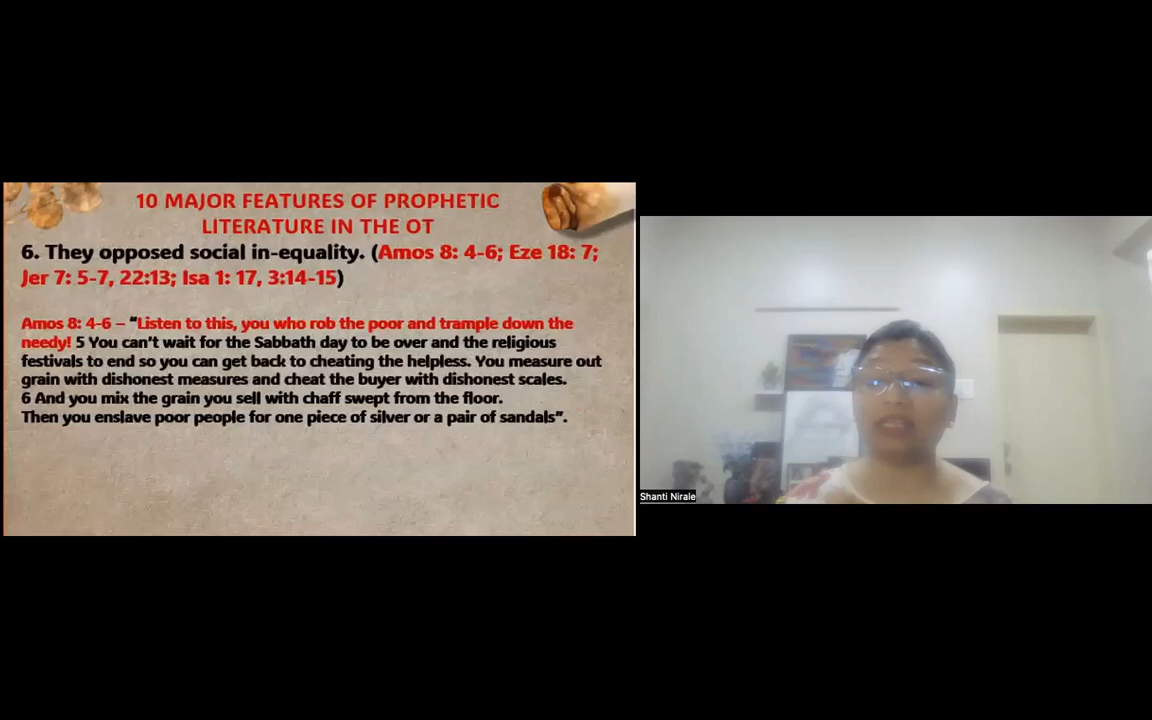 10 MAJOR FEATURES OF PROPHETIC
LITERATURE IN THE OT
6. They opposed social in-equality. (Amos 8: 4-6; Eze 18: 7;
Jer 7: 5-7, 22:13; Isa 1: 17, 3:14-15)
Amos 8: 4-6 – “Listen to this, you who rob the poor and trample down the
needy! 5 You can’t wait for the Sabbath day to be over and the religious
festivals to end so you can get back to cheating the helpless. You measure out
grain with dishonest measures and cheat the buyer with dishonest scales.
6 And you mix the grain you sell with chaff swept from the floor.
Then you enslave poor people for one piece of silver or a pair of sandals”.
Shanti Nirale